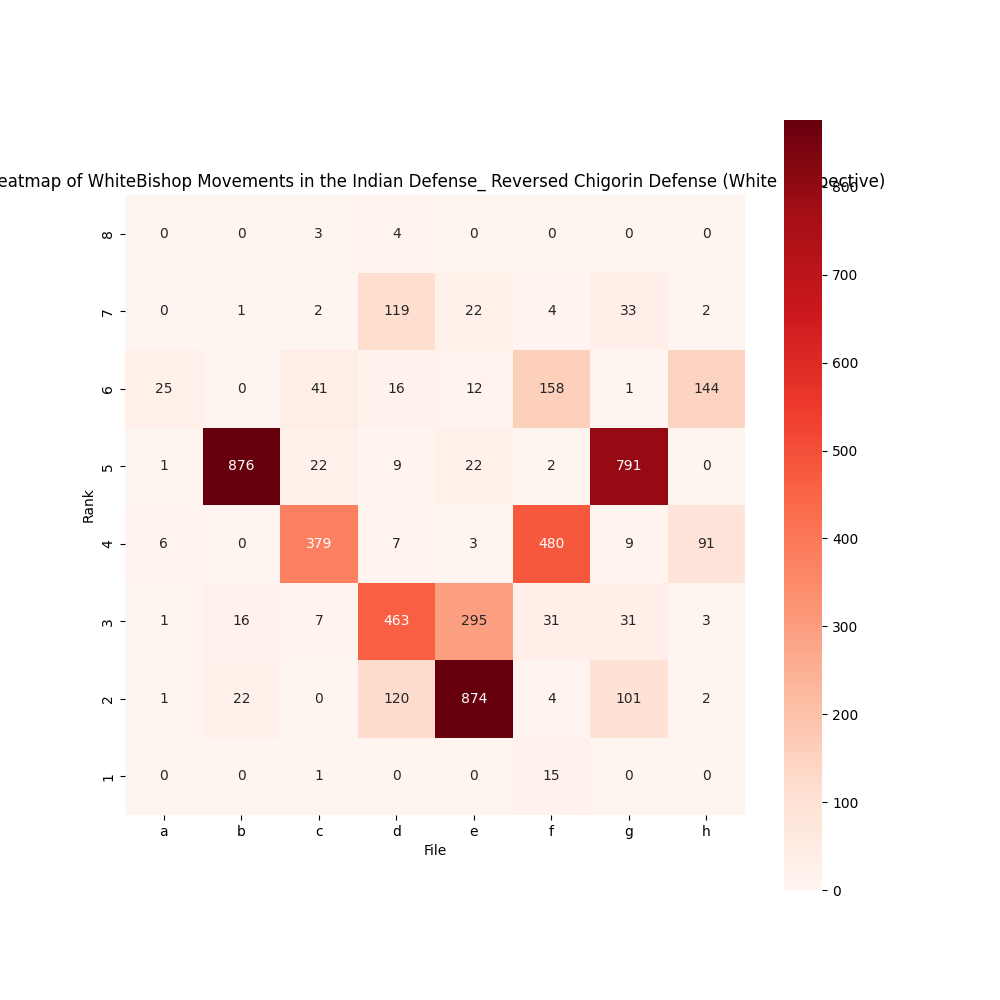 eatmap of WhiteBishop Movements in the Indian Defense_ Reversed Chigorin Defense (White pective)
800
8 0 0 3 4 0 0 0 0
700
7 0 1 2 119 22 4 33 2
600
6 25 0 41 16 12 158 1 144
500
5 1 876 22 9 22 2 791 0
400
Rank
4 6 0 379 7 3 480 9 91
300
3 1 16 7 463 295 31 31 3
200
2 1 22 0 120 874 4 101 2
100
1 0 0 1 0 0 15 0 0
a b c d e f g h
File
0